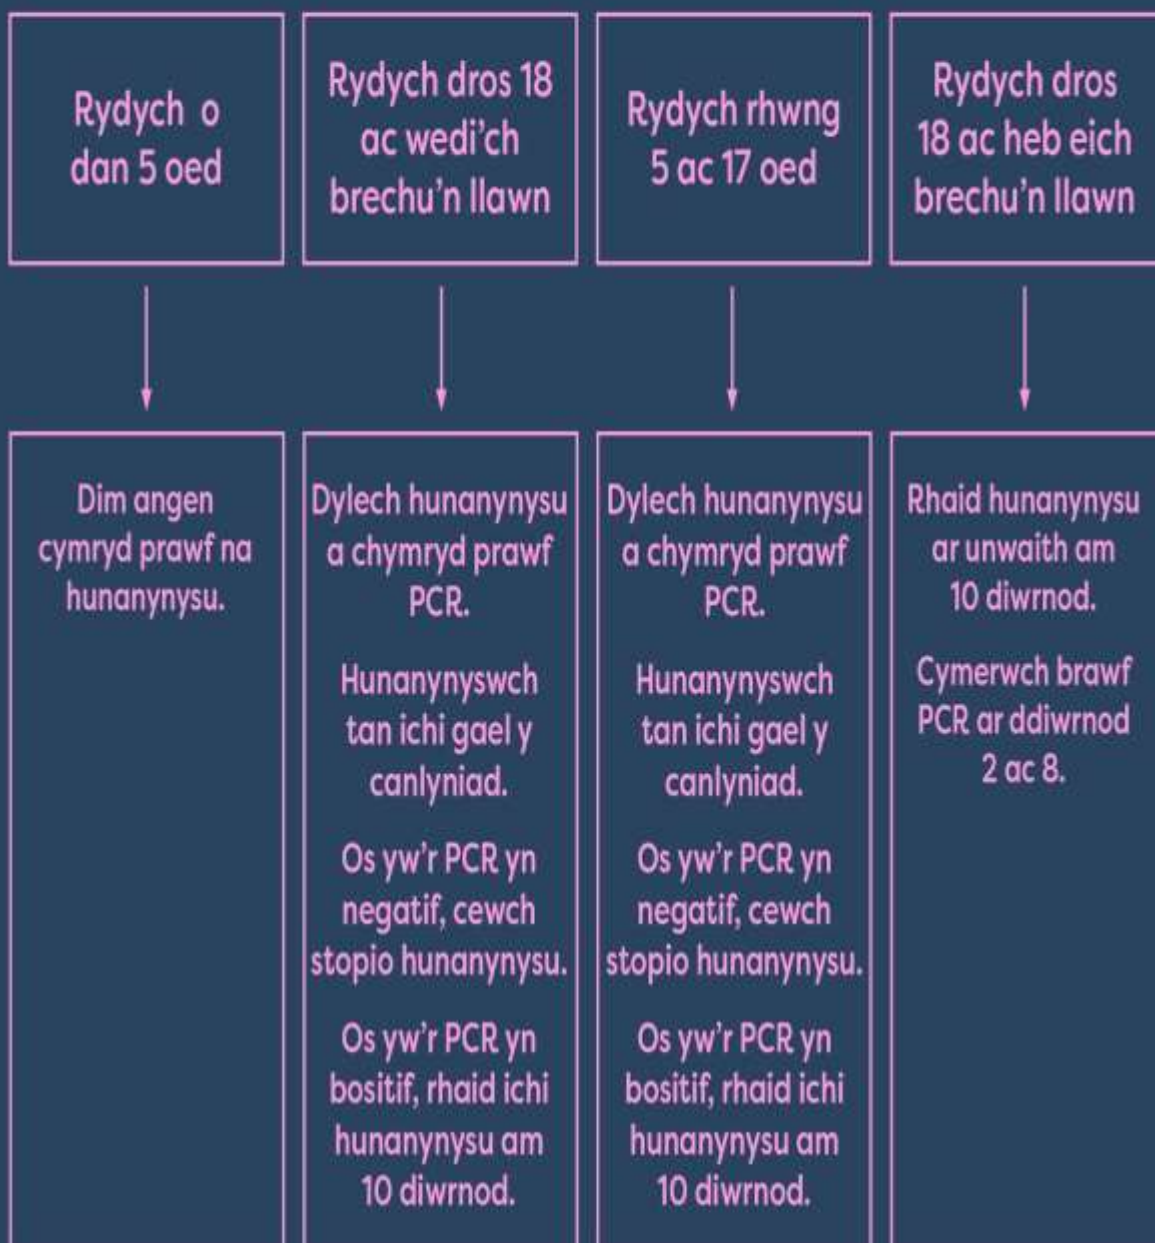 Rydych o
dan 5 oed
Rydych dros 18
ac wedi'ch
brechu'n llawn
Rydych rhwng
5 ac 17 oed
Rydych dros
18 ac heb eich
brechu'n llawn
Dim angen
cymryd prawf na
hunanynysu.
Dylech hunanynysu
a chymryd prawf
PCR.
Hunanynyswch
tan ichi gael y
canlyniad.
Os yw'r PCR yn
negatif, cewch
stopio hunanynysu.
Os yw'r PCR yn
bositif, rhaid ichi
hunanynysu am
10 diwrnod.
Dylech hunanynysu
a chymryd prawf
PCR.
Hunanynyswch
tan ichi gael y
canlyniad.
Os yw'r PCR yn
negatif, cewch
stopio hunanynysu.
Os yw'r PCR yn
bositif, rhaid ichi
hunanynysu am
10 diwrnod.
Rhaid hunanynysu
ar unwaith am
10 diwrnod.
Cymerwch brawf
PCR ar ddiwrnod
2 ac 8.